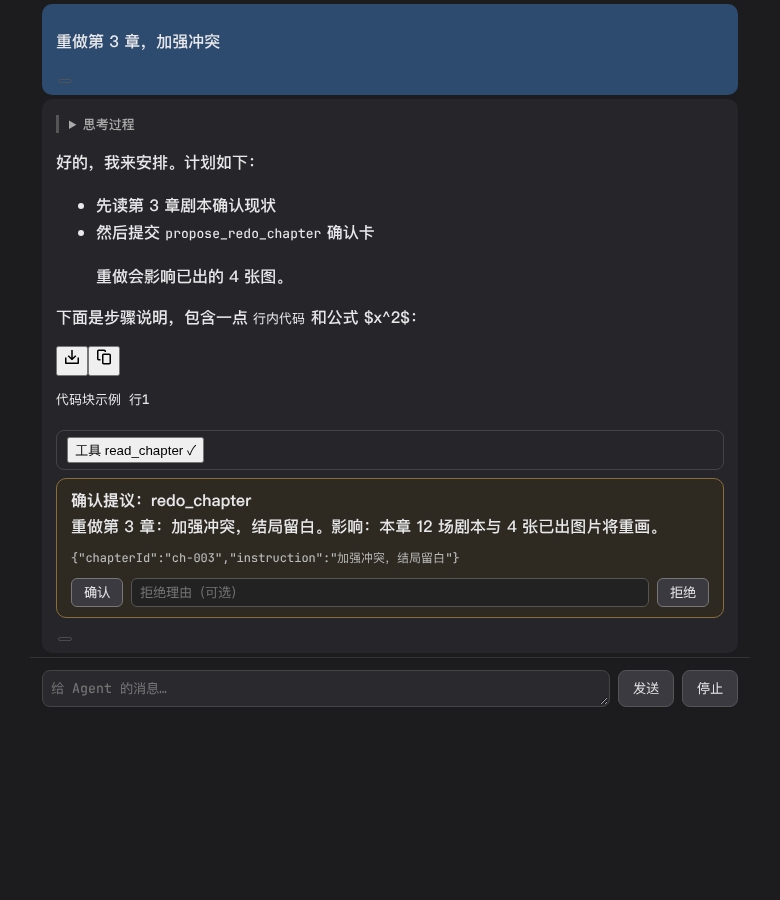 重做第 3 章，加强冲突
▶ 思考过程
好的，我来安排。计划如下：
• 先读第 3 章剧本确认现状
• 然后提交 propose_redo_chapter 确认卡
重做会影响已出的 4 张图。
下面是步骤说明，包含一点 行内代码 和公式 $x^2$：
代码块示例 行1
工具 read_chapter ✓
确认提议：redo_chapter
重做第 3 章：加强冲突，结局留白。影响：本章 12 场剧本与 4 张已出图片将重画。
{"chapterId":"ch-003","instruction":"加强冲突，结局留白"}
确认 拒绝理由（可选） 拒绝
给 Agent 的消息… 发送 停止